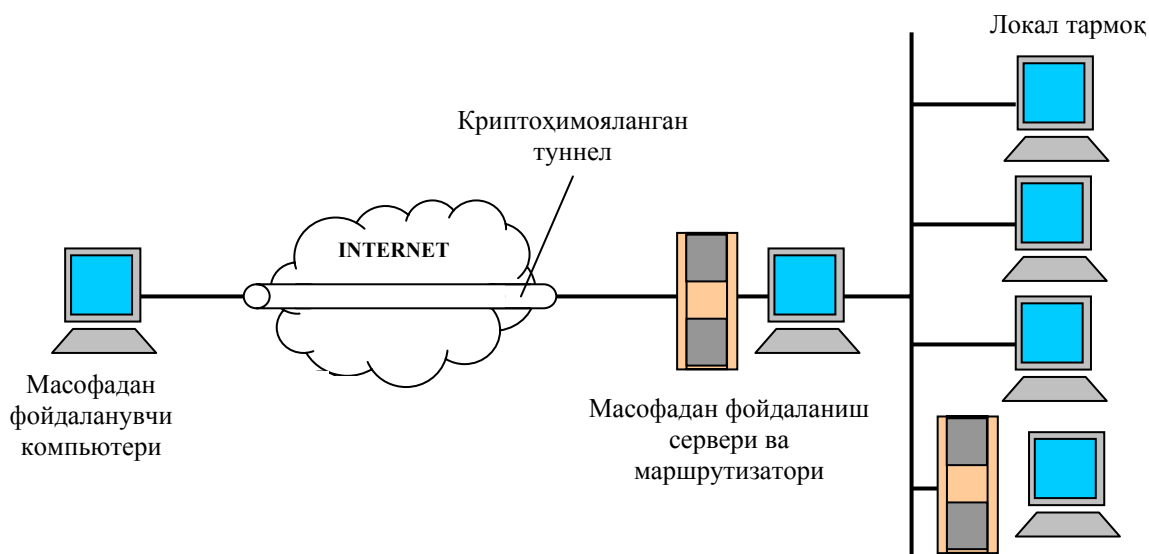 Локал тармоқ
Криптоҳимояланган
туннел
INTERNET
Масофадан
фойдаланувчи
компьютери
Масофадан фойдаланиш
сервери ва
маршрутизатори